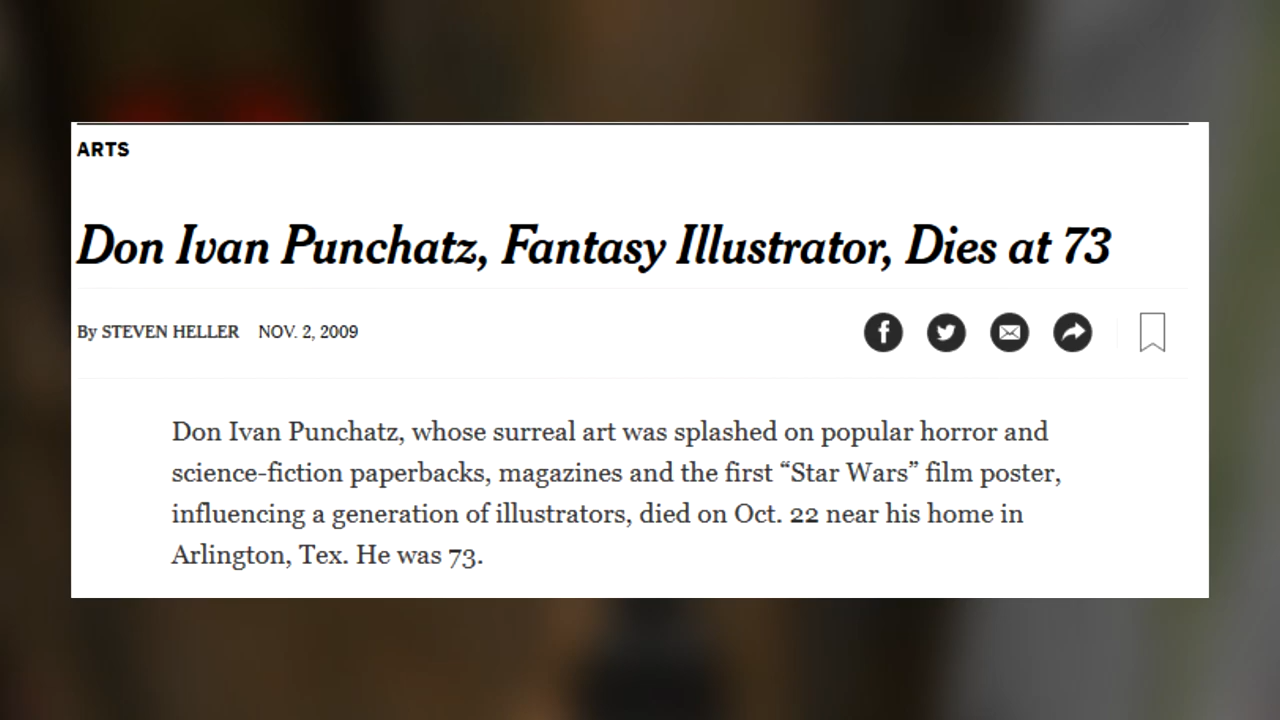 ARTS
Don Ivan Punchatz, Fantasy Illustrator, Dies at 73
By STEVEN HELLER NOV. 2, 2009
Don Ivan Punchatz, whose surreal art was splashed on popular horror and
science-fiction paperbacks, magazines and the first “Star Wars” film poster,
influencing a generation of illustrators, died on Oct. 22 near his home in
Arlington, Tex. He was 73.